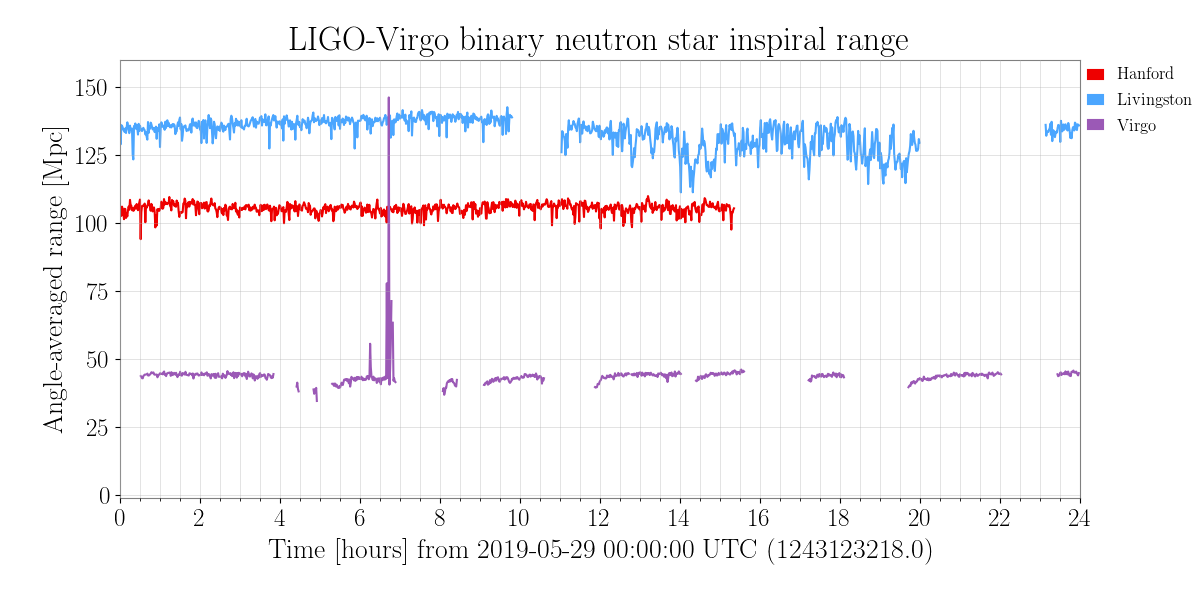 LIGO-Virgo binary neutron star inspiral range
Hanford
Livingston
Virgo
Angle-averaged range [Mpc]
150
125
100
75
50
25
0
0 2 4 6 8 10 12 14 16 18 20 22 24
Time [hours] from 2019-05-29 00:00:00 UTC (1243123218.0)